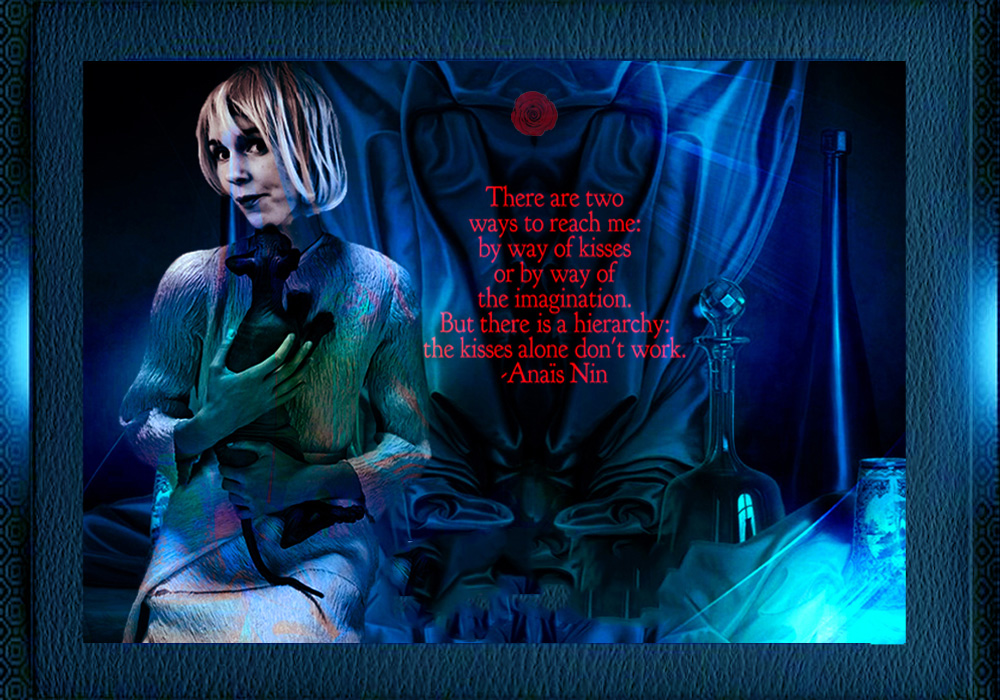 There are two
ways to reach me:
by way of kisses
or by way of
the imagination.
But there is a hierarchy:
the kisses alone don't work.
-Anaïs Nin